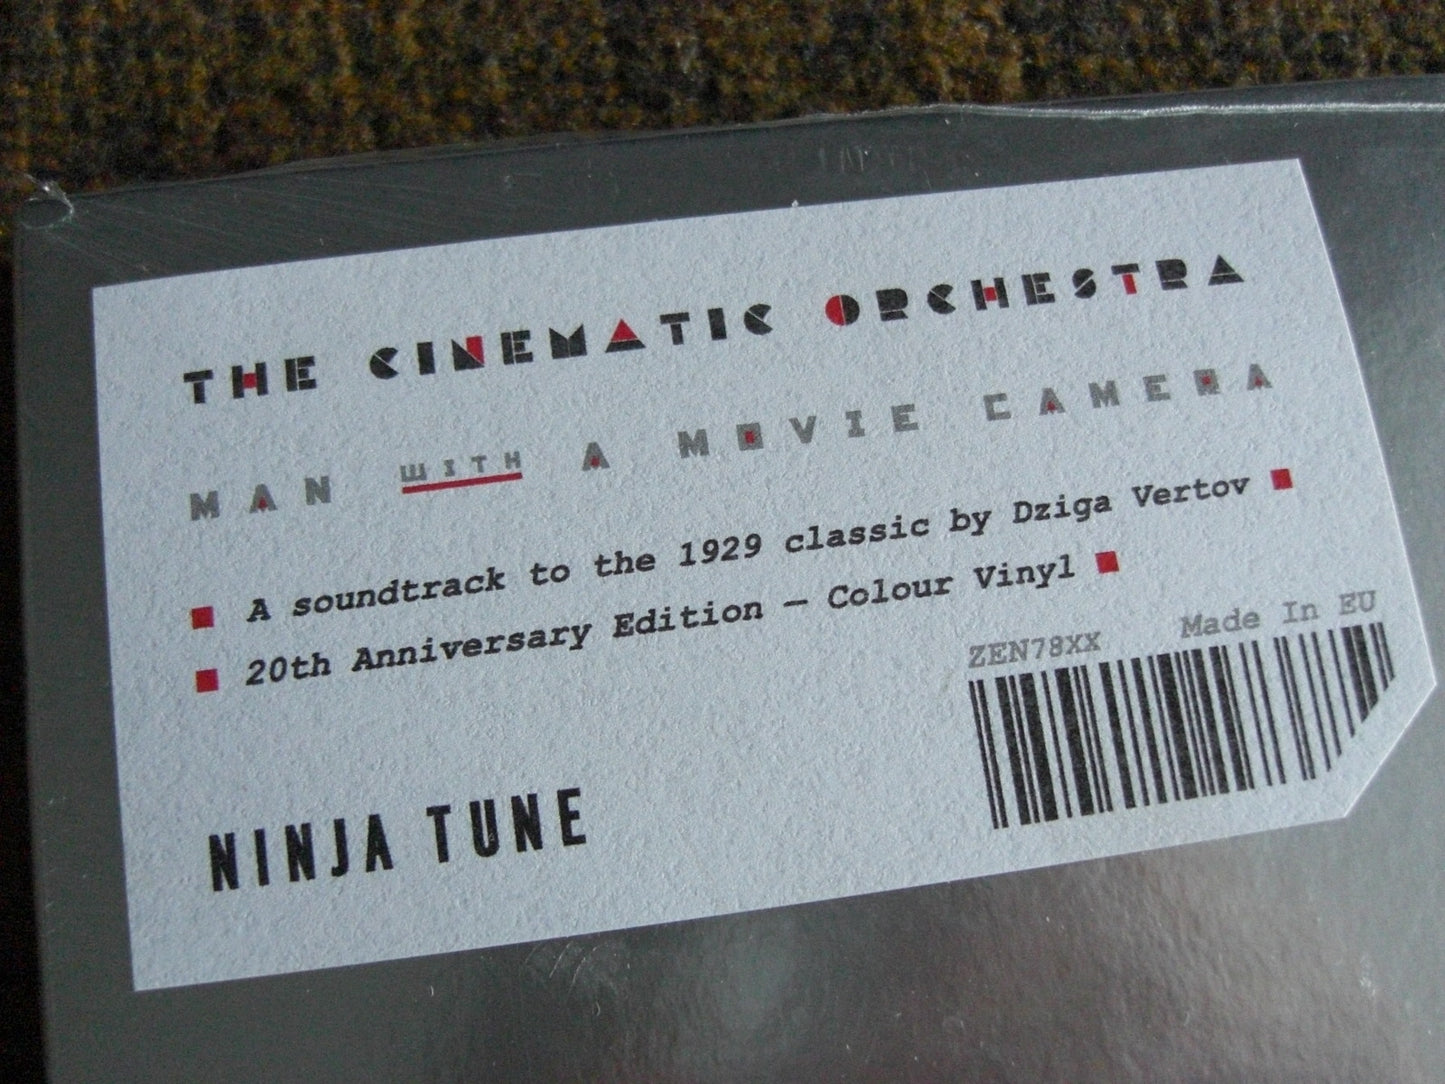 THE CINEMATIC ORCHESTRA
MAN WITH A MOVIE CAMERA
A soundtrack to the 1929 classic by Dziga Vertov
20th Anniversary Edition – Colour Vinyl
ZEN78XX Made In EU
NINJA TUNE